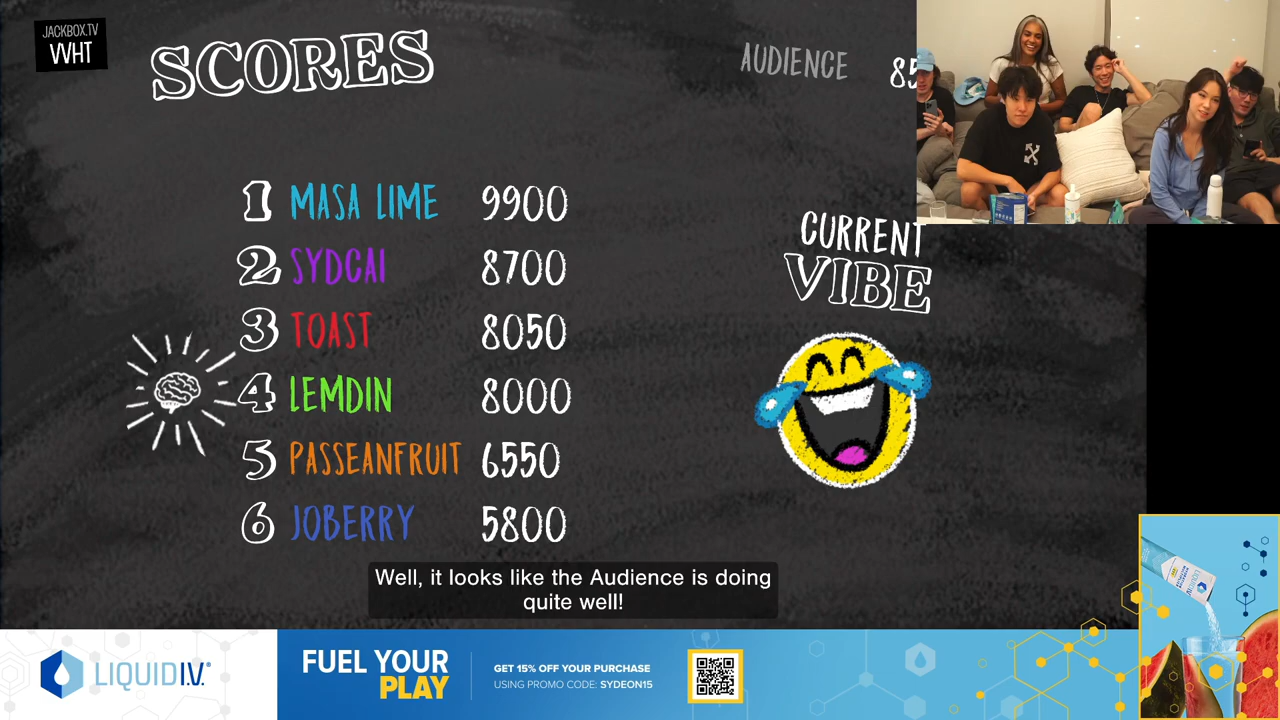 JACKBOX.TV
VVHT
SCORES
AUDIENCE 85
1 MASA LIME 9900
2 SYDCAI 8700
3 TOAST 8050
4 LEMDIN 8000
5 PASSEANFRUIT 6550
6 JOBERRY 5800
CURRENT
VIBE
Well, it looks like the Audience is doing
quite well!
LIQUID I.V.®
FUEL YOUR
PLAY
GET 15% OFF YOUR PURCHASE
USING PROMO CODE: SYDEON15